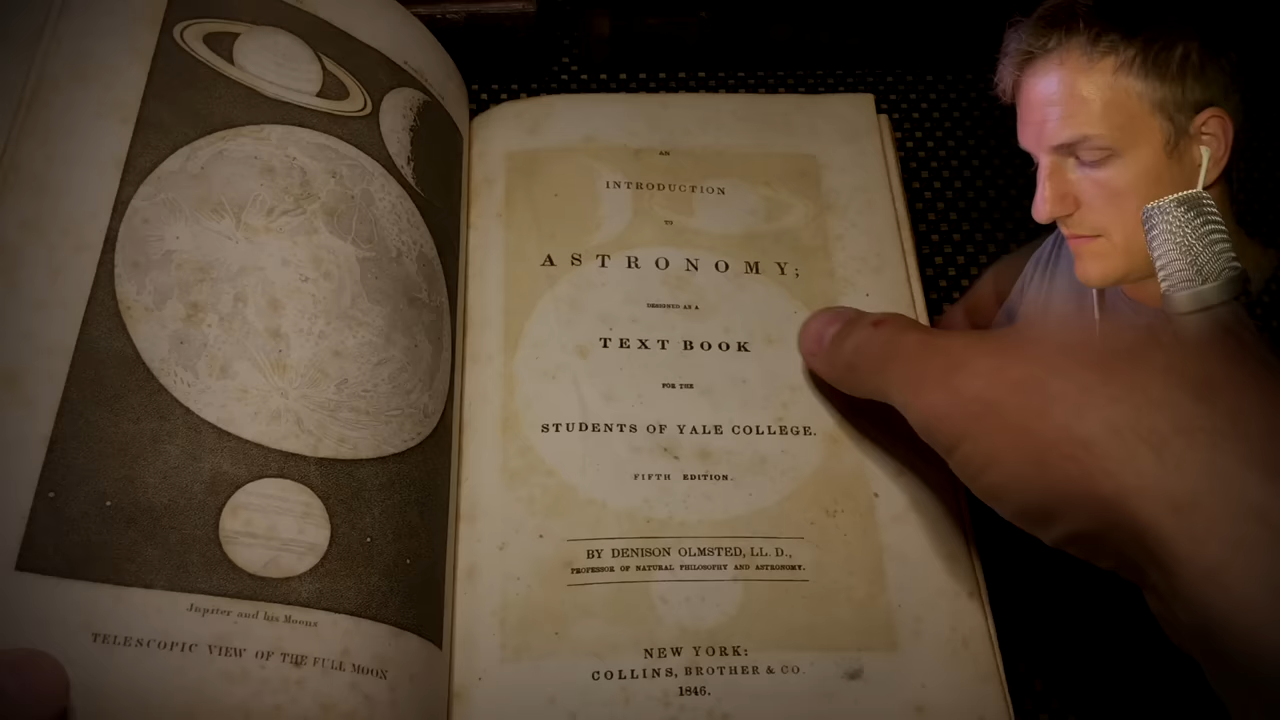 Jupiter and his Moons
TELESCOPIC VIEW OF THE FULL MOON
AN
INTRODUCTION
TO
ASTRONOMY;
DESIGNED AS A
TEXT BOOK
FOR THE
STUDENTS OF YALE COLLEGE.
FIFTH EDITION.
BY DENISON OLMSTED, LL. D.,
PROFESSOR OF NATURAL PHILOSOPHY AND ASTRONOMY.
NEW YORK:
COLLINS, BROTHER & CO.
1846.